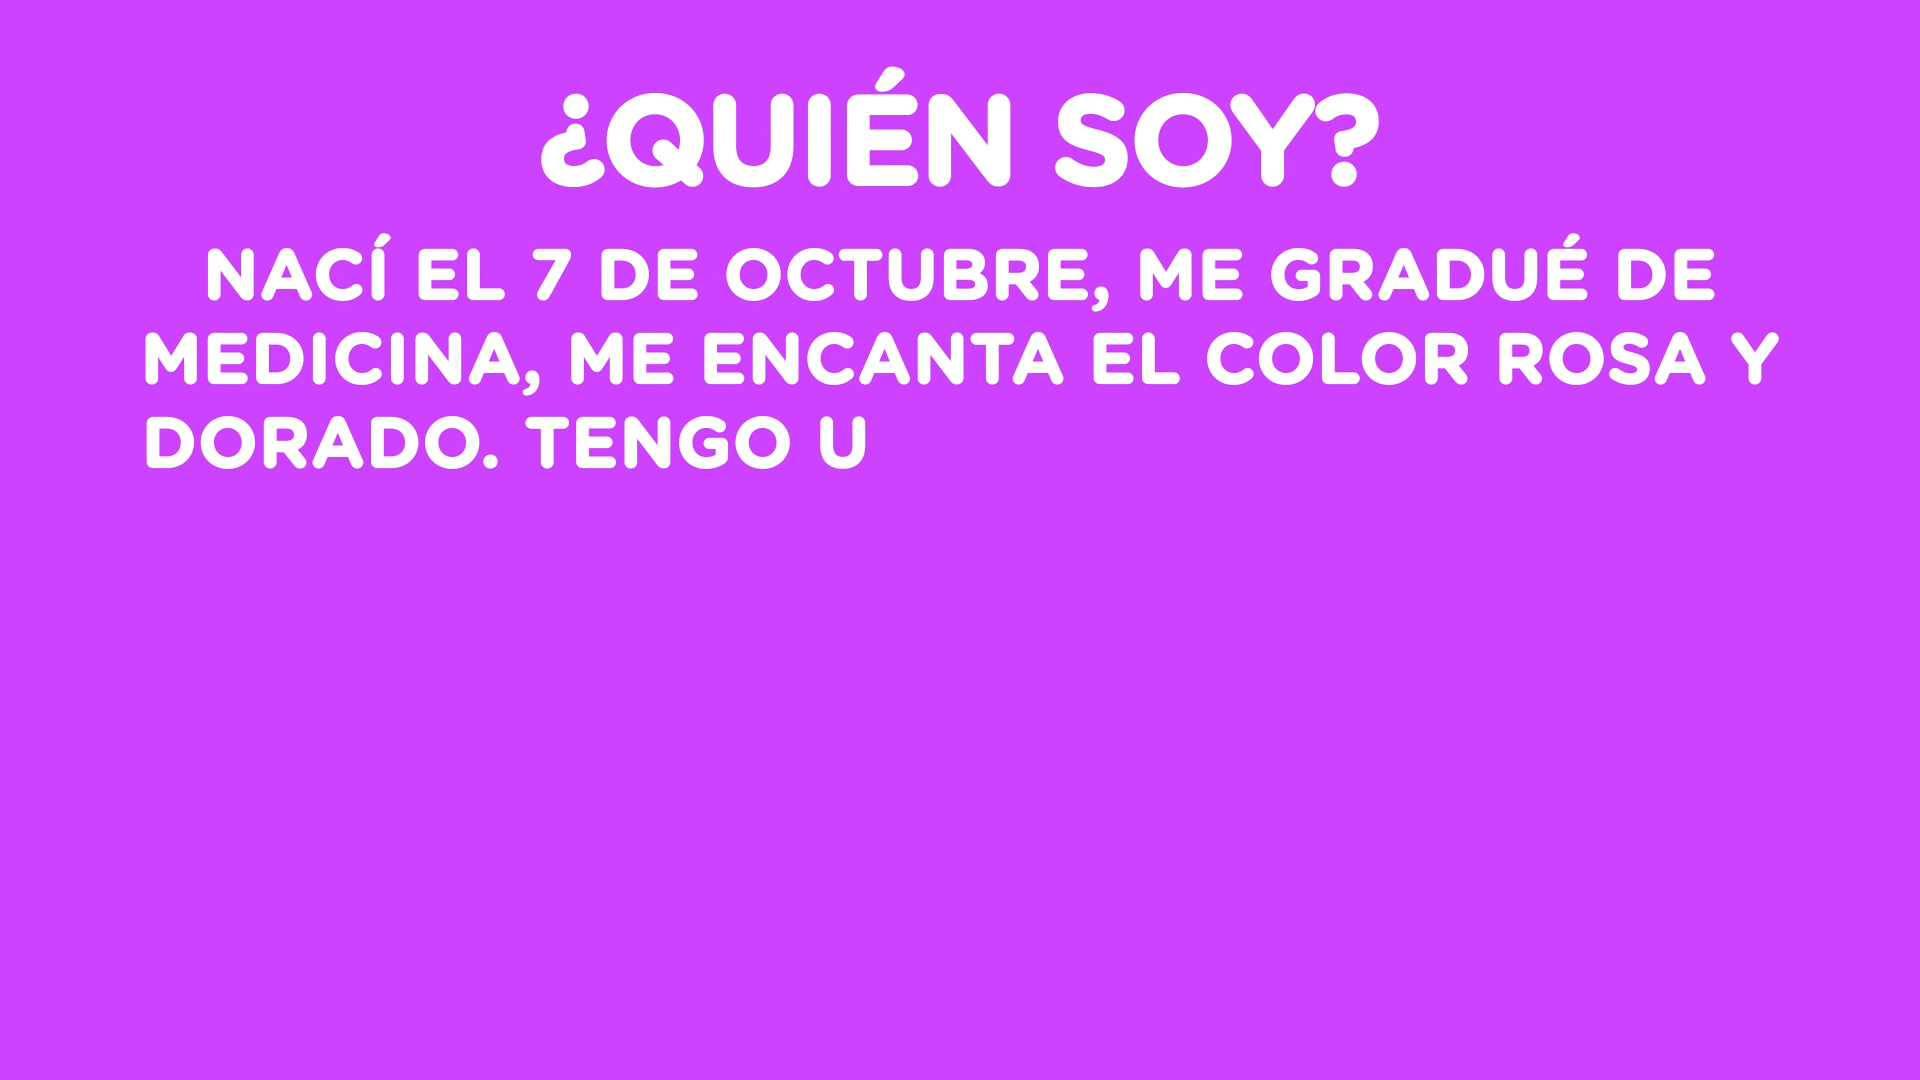 ¿QUIÉN SOY?
NACÍ EL 7 DE OCTUBRE, ME GRADUÉ DE
MEDICINA, ME ENCANTA EL COLOR ROSA Y
DORADO. TENGO U